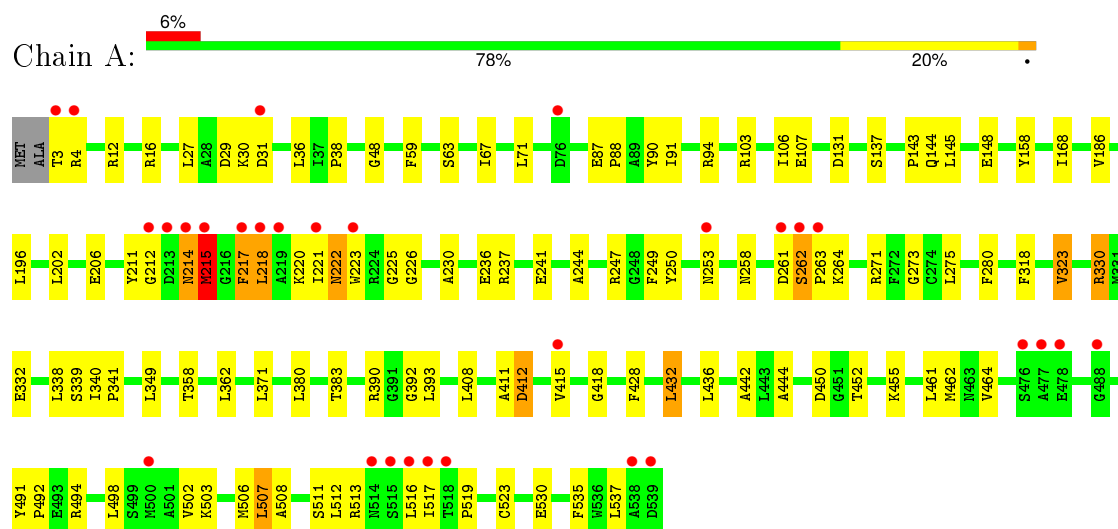 6%
Chain A:
78% 20% •
MET ALA T3 R4 R12 R16 L27 A28 D29 K30 D31 L36 I37 P38 G48 F59 S63 I67 L71 D76 E87 P88 A89 Y90 I91 R94 R103 I106 E107 D131 S137 P143 Q144 L145 E148 Y158 I168 V186
L196 L202 E206 Y211 G212 D213 N214 M215 G216 F217 L218 A219 K220 I221 N222 W223 R224 G225 G226 A230 E236 R237 E241 A244 R247 G248 F249 Y250 N253 N258 D261 S262 P263 K264 R271 F272 G273 C274 L275 F280 F318 V323 R330 M331
E332 L338 S339 I340 P341 L349 T358 L362 L371 L380 T383 R390 G391 G392 L393 L408 A411 D412 V415 G418 F428 L432 L436 A442 L443 A444 D450 G451 T452 K455 L461 M462 N463 V464 S476 A477 E478 G488
Y491 P492 E493 R494 L498 S499 M500 A501 V502 K503 M506 L507 A508 S511 L512 R513 N514 S515 L516 I517 T518 P519 C523 E530 F535 W536 L537 A538 D539